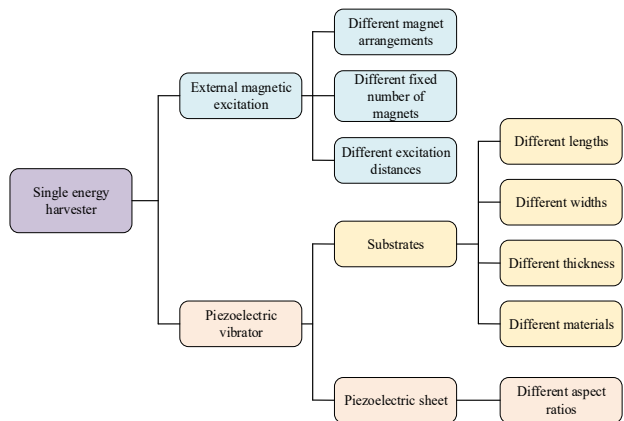 Different magnet
arrangements
External magnetic
excitation
Different fixed
number of
magnets
Different excitation
distances
Single energy
harvester
Different lengths
Different widths
Substrates
Different thickness
Different materials
Piezoelectric
vibrator
Piezoelectric sheet
Different aspect
ratios